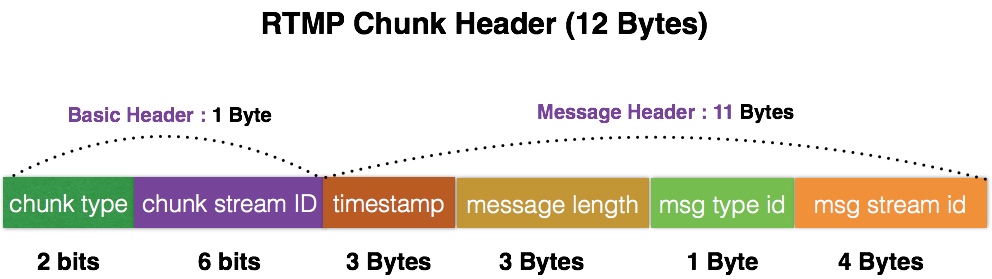 RTMP Chunk Header (12 Bytes)
Basic Header : 1 Byte
Message Header : 11 Bytes
chunk type
chunk stream ID
timestamp
message length
msg type id
msg stream id
2 bits
6 bits
3 Bytes
3 Bytes
1 Byte
4 Bytes